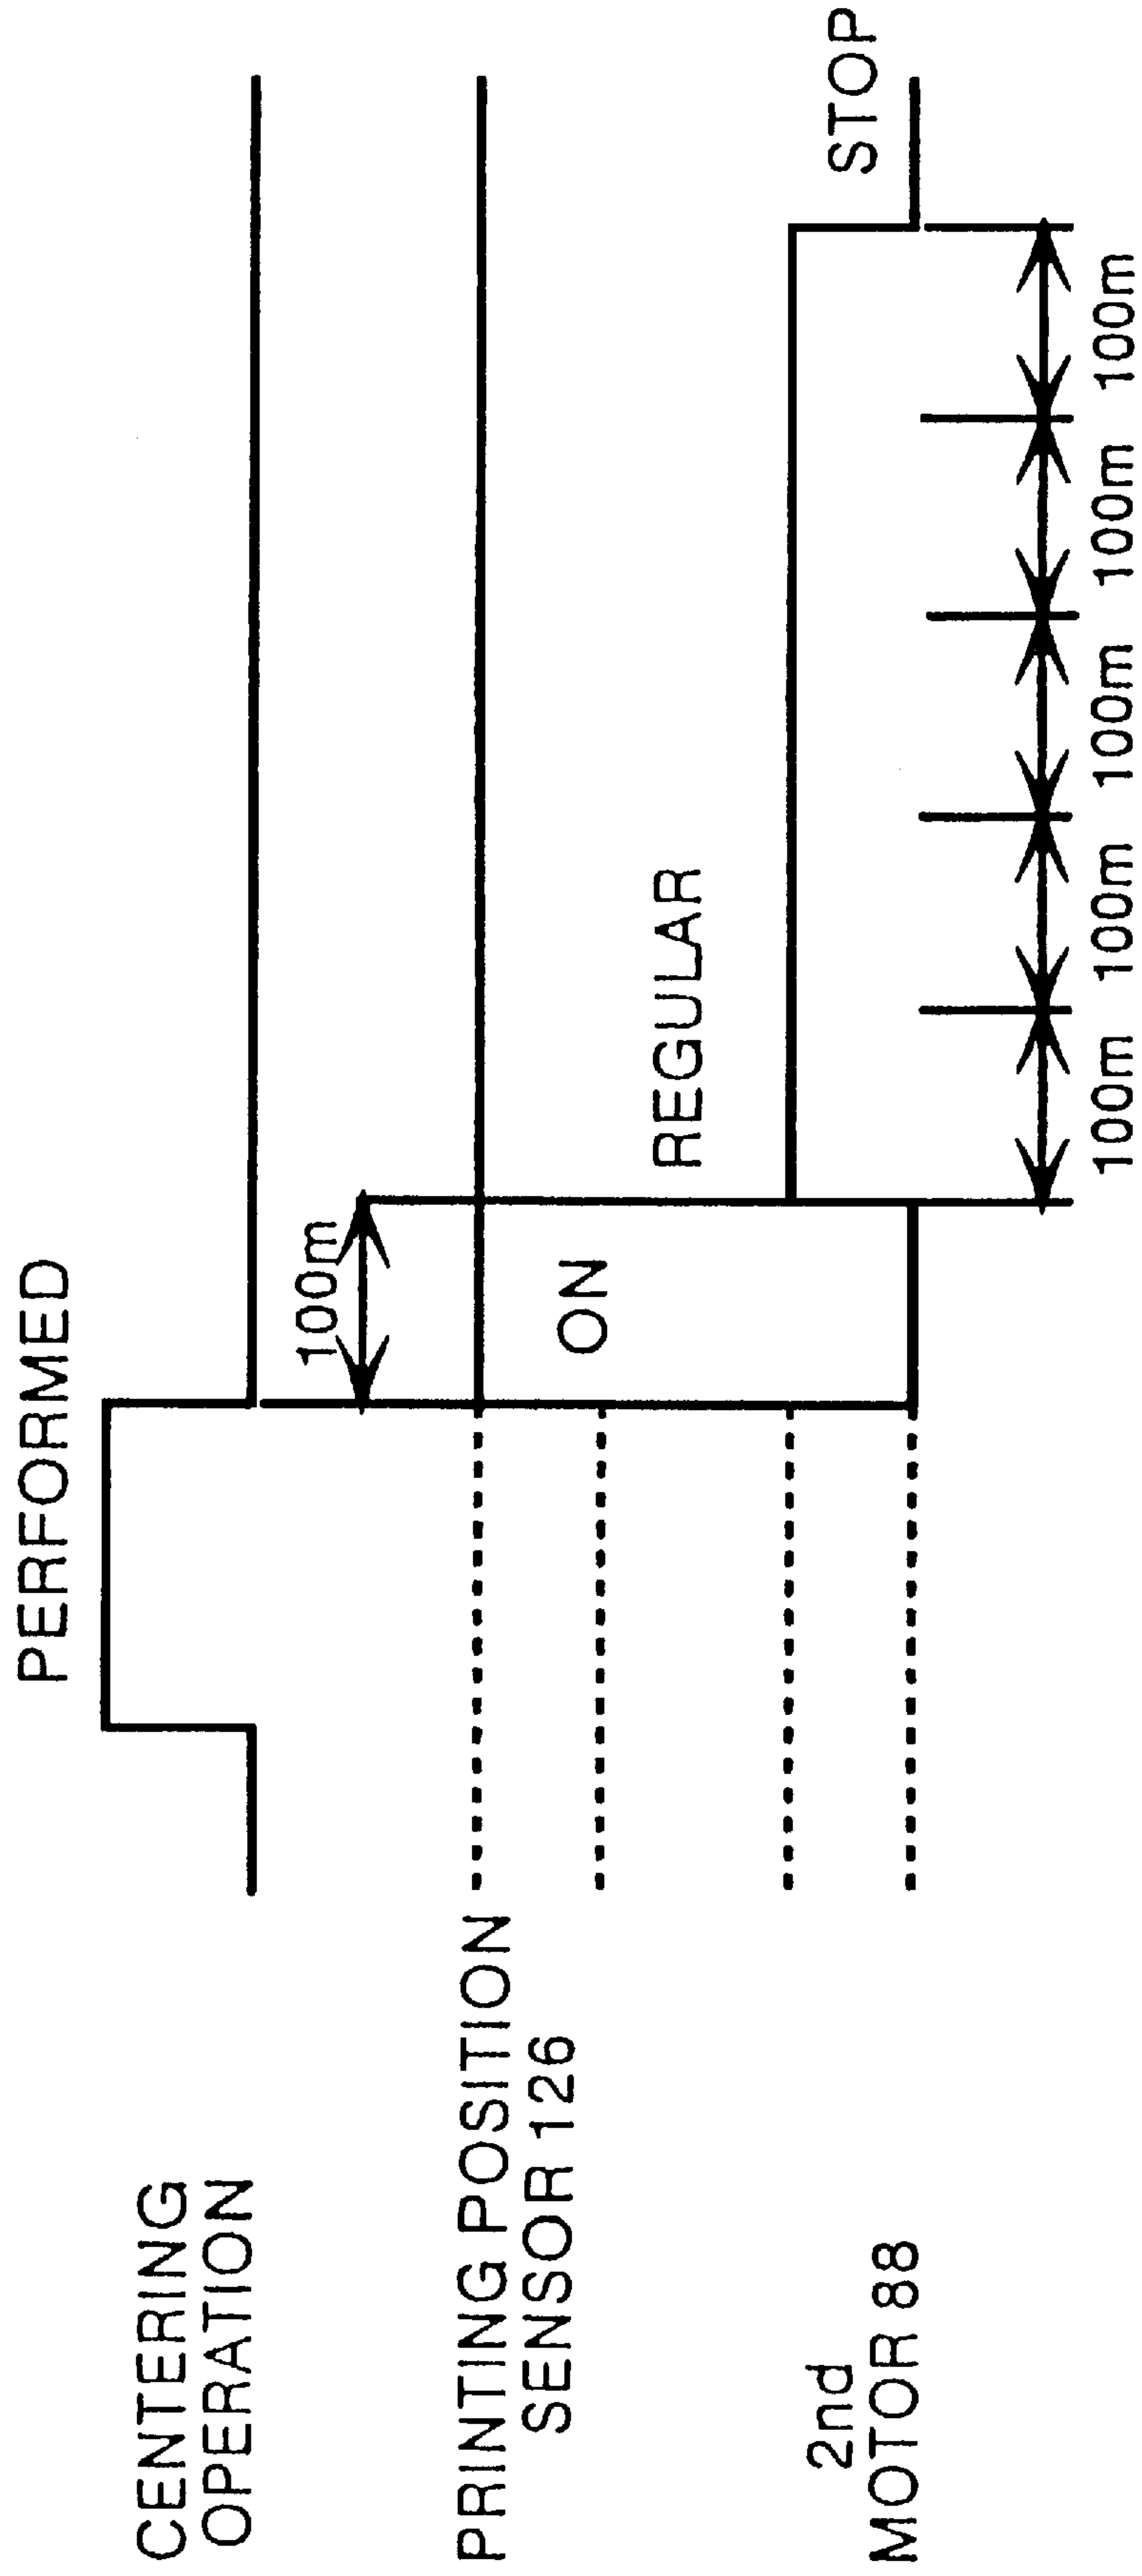 PERFORMED
CENTERING
OPERATION
100m
PRINTING POSITION
SENSOR 126
ON
REGULAR
2nd
MOTOR 88
STOP
100m
100m
100m
100m
100m